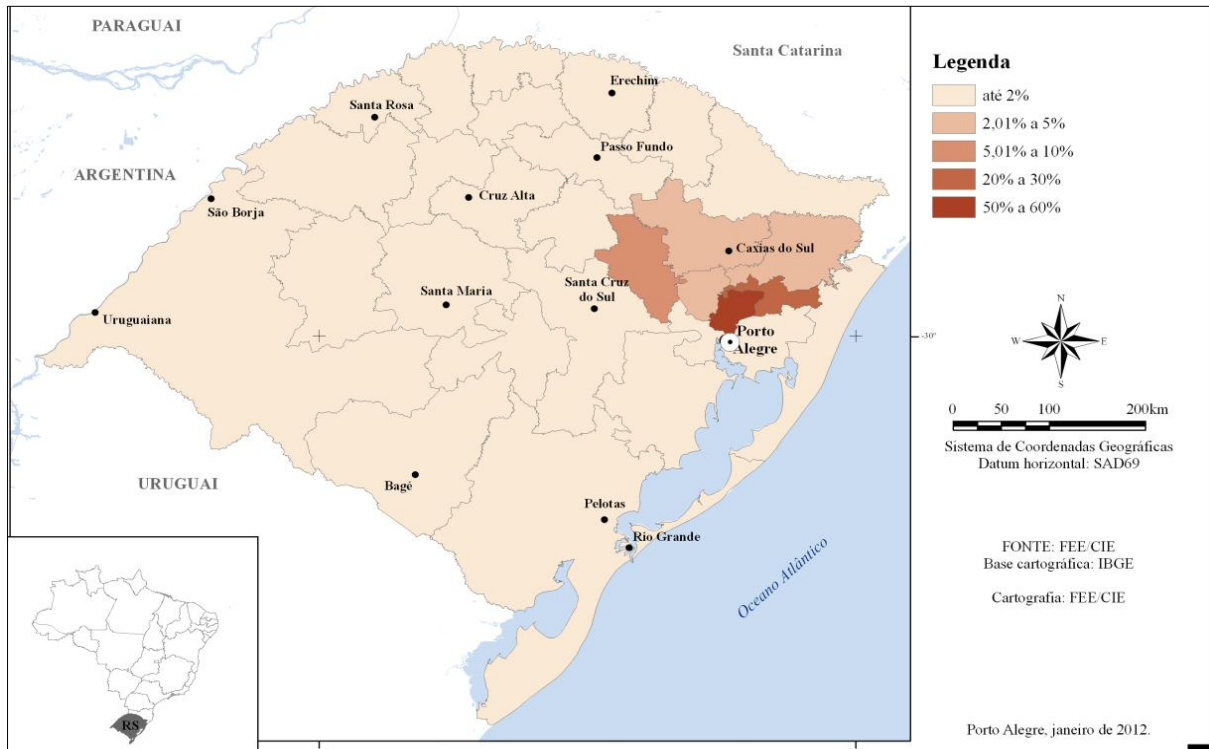 PARAGUAI
Santa Catarina
Erechim
Santa Rosa
Passo Fundo
ARGENTINA
Cruz Alta
São Borja
Caxias do Sul
Santa Maria
Santa Cruz
do Sul
Uruguaiana
Porto
Alegre
-30°
URUGUAI
Bagé
Pelotas
Rio Grande
Oceano Atlântico
RS
Legenda
até 2%
2,01% a 5%
5,01% a 10%
20% a 30%
50% a 60%
N
W
E
S
0 50 100 200km
Sistema de Coordenadas Geográficas
Datum horizontal: SAD69
FONTE: FEE/CIE
Base cartográfica: IBGE
Cartografia: FEE/CIE
Porto Alegre, janeiro de 2012.